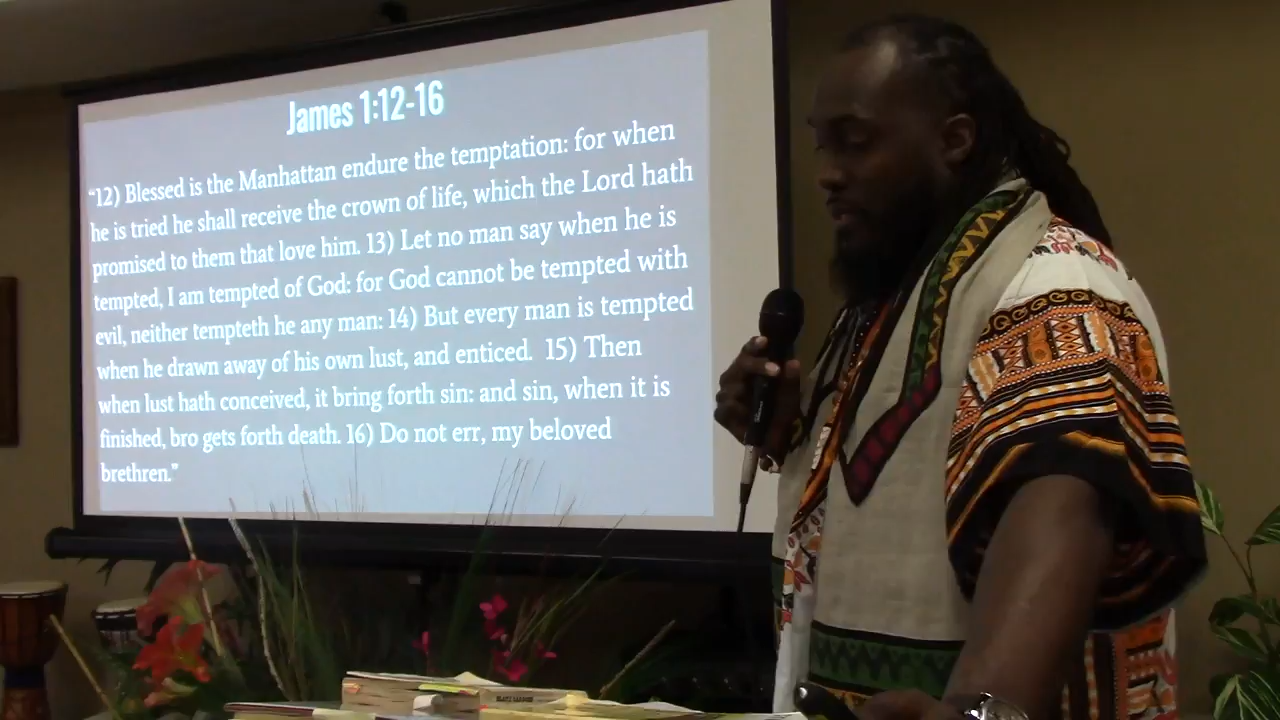 James 1:12-16
“12) Blessed is the Manhattan endure the temptation: for when
he is tried he shall receive the crown of life, which the Lord hath
promised to them that love him. 13) Let no man say when he is
tempted, I am tempted of God: for God cannot be tempted with
evil, neither tempteth he any man: 14) But every man is tempted
when he drawn away of his own lust, and enticed. 15) Then
when lust hath conceived, it bring forth sin: and sin, when it is
finished, bro gets forth death. 16) Do not err, my beloved
brethren.”